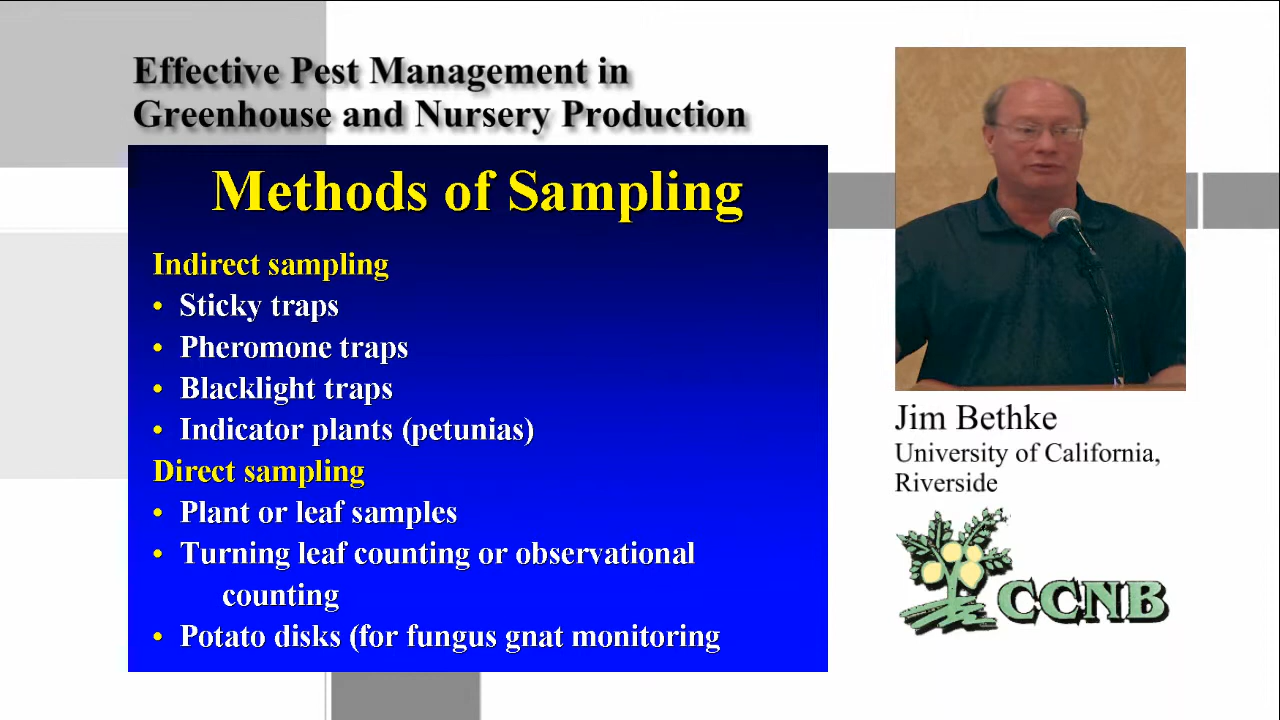 Effective Pest Management in
Greenhouse and Nursery Production
Methods of Sampling
Indirect sampling
• Sticky traps
• Pheromone traps
• Blacklight traps
• Indicator plants (petunias)
Direct sampling
• Plant or leaf samples
• Turning leaf counting or observational
counting
• Potato disks (for fungus gnat monitoring
Jim Bethke
University of California,
Riverside
CCNB